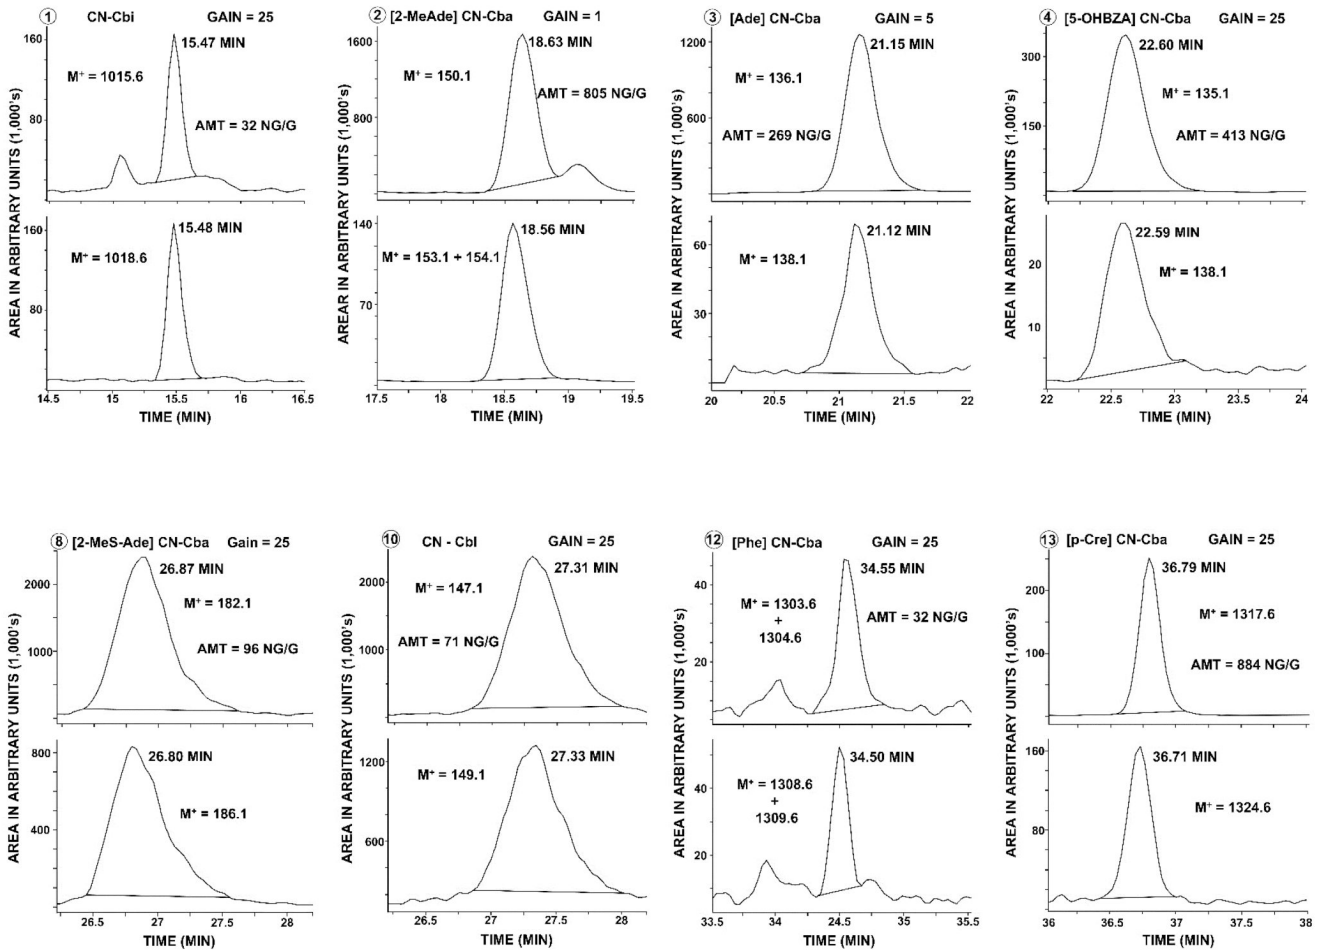 1 CN-Cbi GAIN = 25
AREA IN ARBITRARY UNITS (1,000's)
160
80
15.47 MIN
M⁺ = 1015.6
AMT = 32 NG/G
160
80
15.48 MIN
M⁺ = 1018.6
14.5 15 15.5 16 16.5
TIME (MIN)
2 [2-MeAde] CN-Cba GAIN = 1
AREAR IN ARBITRARY UNITS (1,000's)
1600
800
18.63 MIN
M⁺ = 150.1
AMT = 805 NG/G
140
70
18.56 MIN
M⁺ = 153.1 + 154.1
17.5 18 18.5 19 19.5
TIME (MIN)
3 [Ade] CN-Cba GAIN = 5
AREA IN ARBITRARY UNITS (1,000's)
1200
600
0
21.15 MIN
M⁺ = 136.1
AMT = 269 NG/G
60
30
21.12 MIN
M⁺ = 138.1
20 20.5 21 21.5 22
TIME (MIN)
4 [5-OHBZA] CN-Cba GAIN = 25
AREA IN ARBITRARY UNITS (1,000's)
300
150
22.60 MIN
M⁺ = 135.1
AMT = 413 NG/G
20
10
22.59 MIN
M⁺ = 138.1
22 22.5 23 23.5 24
TIME (MIN)
8 [2-MeS-Ade] CN-Cba Gain = 25
AREA IN ARBITRARY UNITS (1,000's)
2000
1000
26.87 MIN
M⁺ = 182.1
AMT = 96 NG/G
800
400
26.80 MIN
M⁺ = 186.1
26.5 27 27.5 28
TIME (MIN)
10 CN - Cbl GAIN = 25
2000
1000
27.31 MIN
M⁺ = 147.1
AMT = 71 NG/G
1200
600
27.33 MIN
M⁺ = 149.1
26.5 27 27.5 28
TIME (MIN)
12 [Phe] CN-Cba GAIN = 25
AREA IN ARBITRARY UNITS (1,000's)
40
20
34.55 MIN
M⁺ = 1303.6
+
1304.6
AMT = 32 NG/G
40
20
34.50 MIN
M⁺ = 1308.6
+
1309.6
33.5 34 34.5 35 35.5
TIME (MIN)
13 [p-Cre] CN-Cba GAIN = 25
AREA IN ARBITRARY UNITS (1,000's)
200
100
0
36.79 MIN
M⁺ = 1317.6
AMT = 884 NG/G
160
80
0
36.71 MIN
M⁺ = 1324.6
36 36.5 37 37.5 38
TIME (MIN)